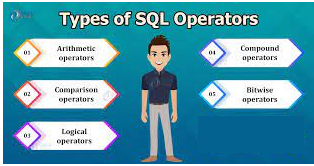 Types of SQL Operators
01
Arithmetic
operators
02
Comparison
operators
03
Logical
operators
04
Compound
operators
05
Bitwise
operators